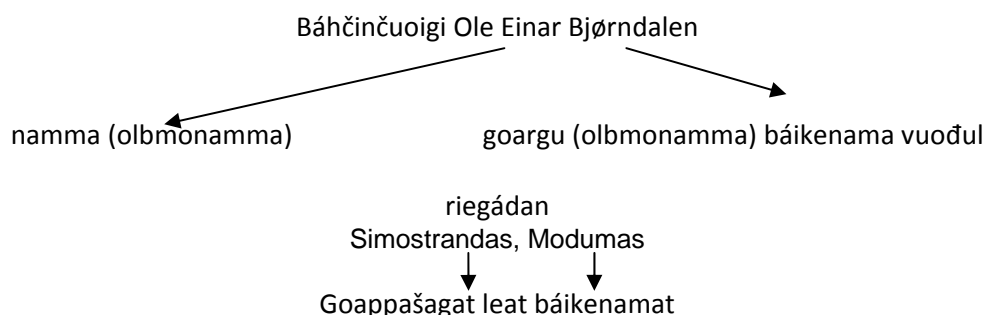 Báhčinčuoigi Ole Einar Bjørndalen
namma (olbmonamma)
goargu (olbmonamma) báikenama vuođul
riegádan
Simostrandas, Modumas
Goappašagat leat báikenamat